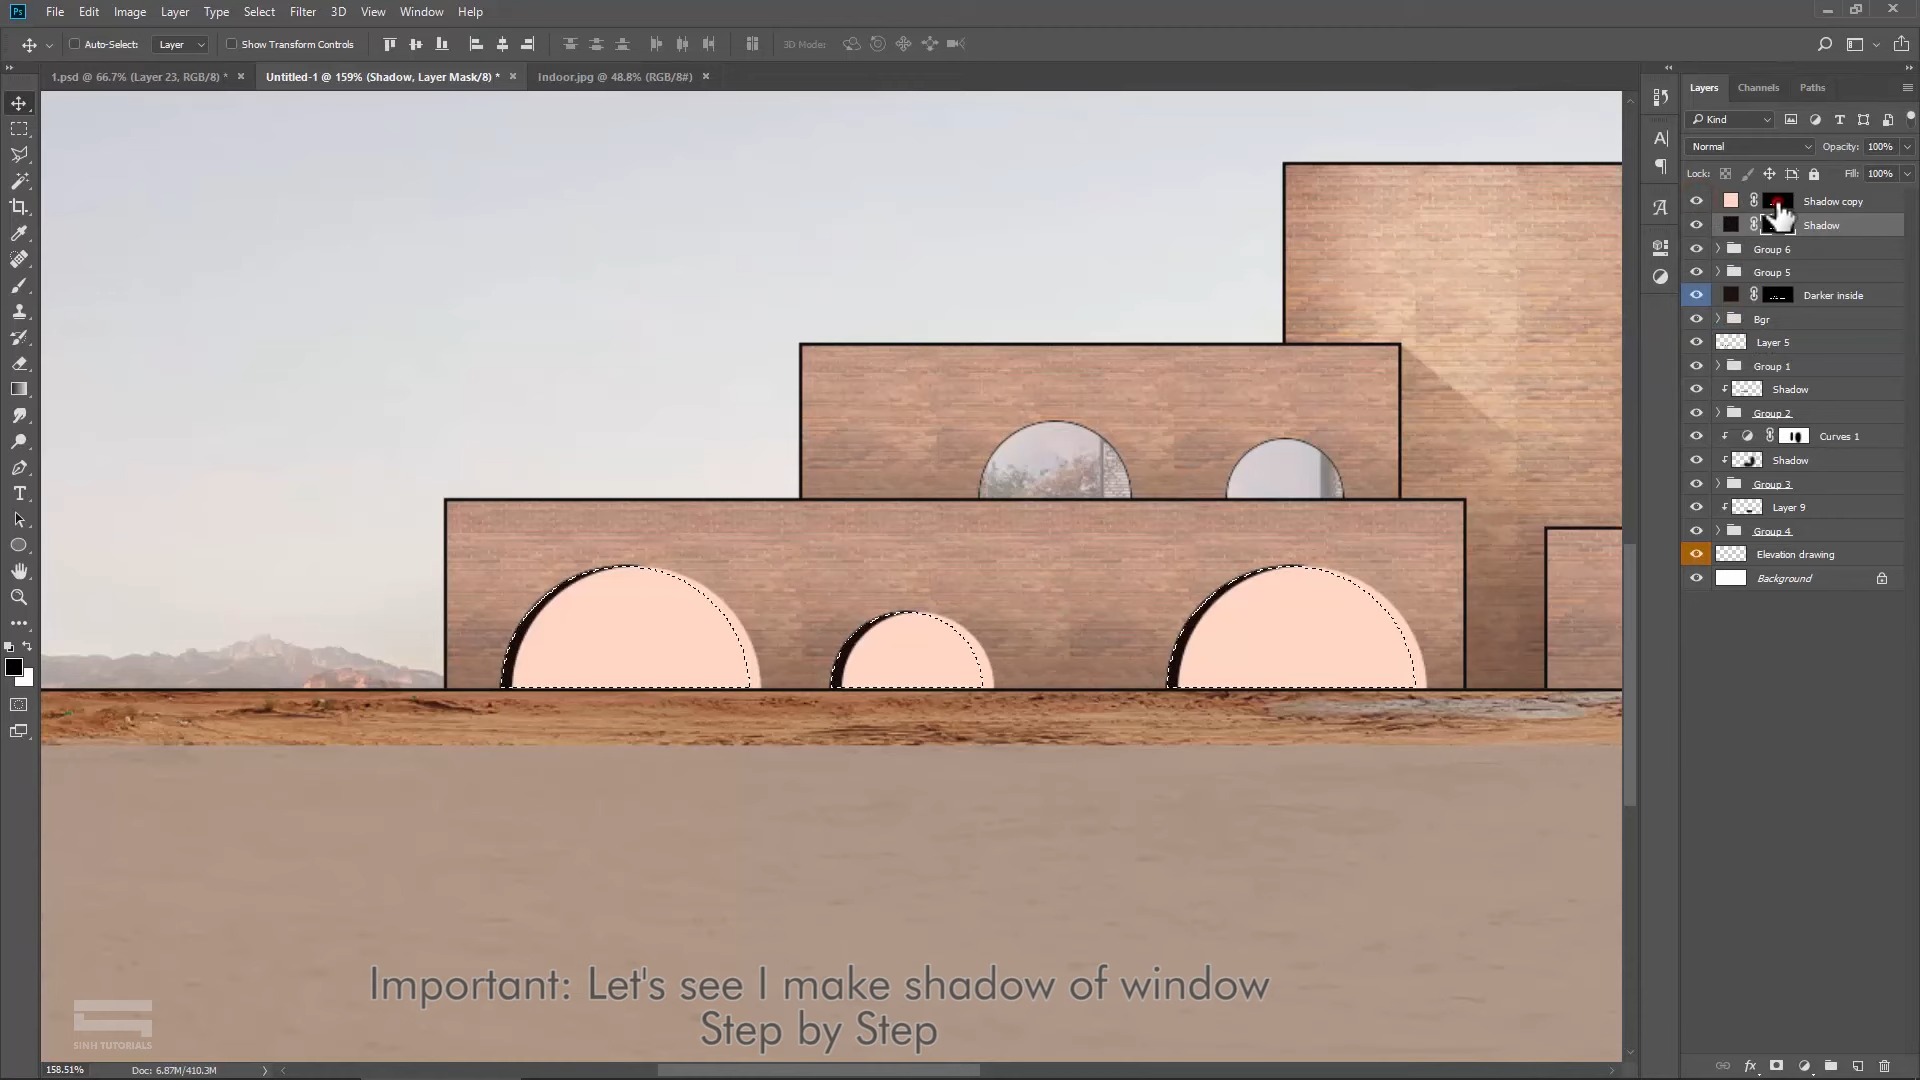 Ps File Edit Image Layer Type Select Filter 3D View Window Help
Auto-Select: Layer Show Transform Controls 3D Mode:
1.psd @ 66.7% (Layer 23, RGB/8) * × Untitled-1 @ 159% (Shadow, Layer Mask/8) * × Indoor.jpg @ 48.8% (RGB/8#) ×
Layers Channels Paths
Kind
Normal Opacity: 100%
Lock: Fill: 100%
Shadow copy
Shadow
Group 6
Group 5
Darker inside
Bgr
Layer 5
Group 1
Shadow
Group 2
Curves 1
Shadow
Group 3
Layer 9
Group 4
Elevation drawing
Background
Important: Let's see I make shadow of window
Step by Step
SINH TUTORIALS
158.51% Doc: 6.87M/410.3M